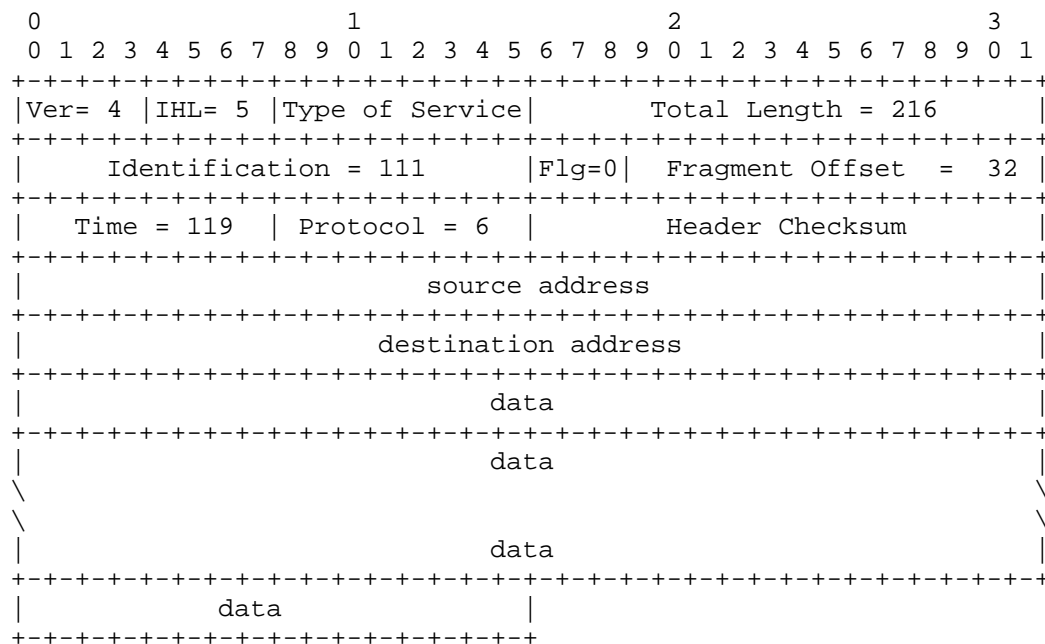 0                   1                   2                   3
0 1 2 3 4 5 6 7 8 9 0 1 2 3 4 5 6 7 8 9 0 1 2 3 4 5 6 7 8 9 0 1
+-+-+-+-+-+-+-+-+-+-+-+-+-+-+-+-+-+-+-+-+-+-+-+-+-+-+-+-+-+-+-+-+
|Ver= 4 |IHL= 5 |Type of Service|        Total Length = 216      |
+-+-+-+-+-+-+-+-+-+-+-+-+-+-+-+-+-+-+-+-+-+-+-+-+-+-+-+-+-+-+-+-+
|     Identification = 111      |Flg=0|  Fragment Offset  =  32 |
+-+-+-+-+-+-+-+-+-+-+-+-+-+-+-+-+-+-+-+-+-+-+-+-+-+-+-+-+-+-+-+-+
|   Time = 119  | Protocol = 6  |        Header Checksum        |
+-+-+-+-+-+-+-+-+-+-+-+-+-+-+-+-+-+-+-+-+-+-+-+-+-+-+-+-+-+-+-+-+
|                         source address                        |
+-+-+-+-+-+-+-+-+-+-+-+-+-+-+-+-+-+-+-+-+-+-+-+-+-+-+-+-+-+-+-+-+
|                      destination address                      |
+-+-+-+-+-+-+-+-+-+-+-+-+-+-+-+-+-+-+-+-+-+-+-+-+-+-+-+-+-+-+-+-+
|                             data                              |
+-+-+-+-+-+-+-+-+-+-+-+-+-+-+-+-+-+-+-+-+-+-+-+-+-+-+-+-+-+-+-+-+
|                             data                              |
\                                                               \
\                                                               \
|                             data                              |
+-+-+-+-+-+-+-+-+-+-+-+-+-+-+-+-+-+-+-+-+-+-+-+-+-+-+-+-+-+-+-+-+
|            data               |
+-+-+-+-+-+-+-+-+-+-+-+-+-+-+-+-+